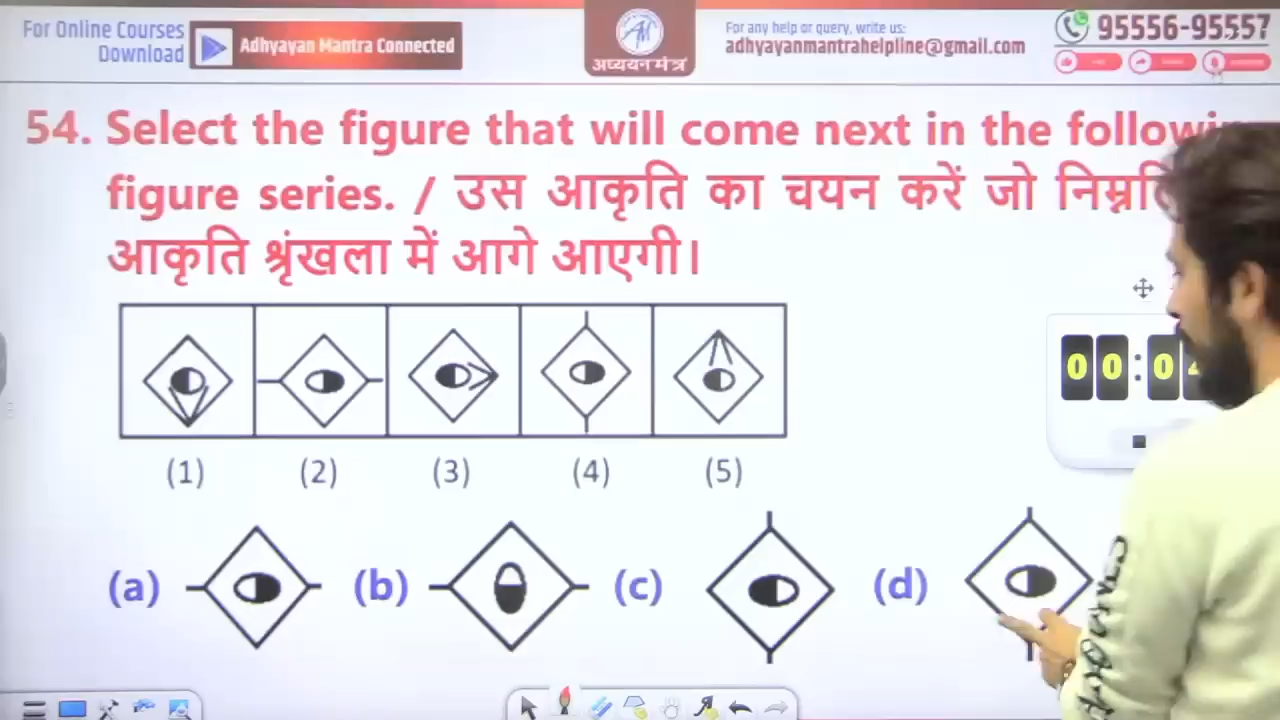 For Online Courses
Download
Adhyayan Mantra Connected
अध्ययन मंत्र
For any help or query, write us:
adhyayanmantrahelpline@gmail.com
95556-95557
54. Select the figure that will come next in the
figure series. / उस आकृति का चयन करें जो
आकृति श्रृंखला में आगे आएगी।
(1) (2) (3) (4) (5)
(a) (b) (c) (d)
00:0